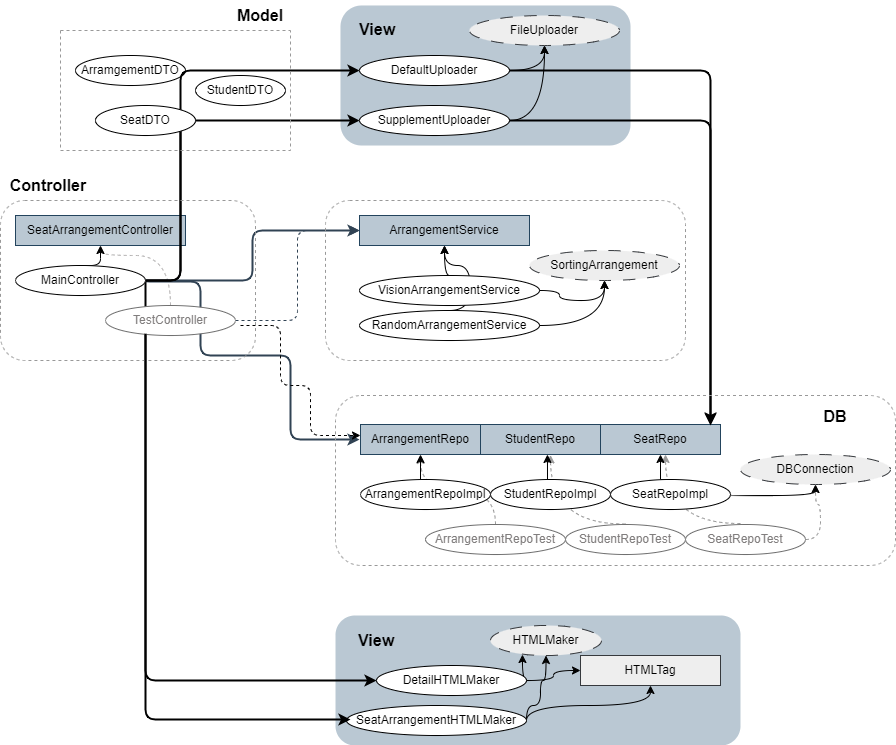 Model
ArramgementDTO
StudentDTO
SeatDTO
View
FileUploader
DefaultUploader
SupplementUploader
Controller
SeatArrangementController
MainController
TestController
ArrangementService
SortingArrangement
VisionArrangementService
RandomArrangementService
DB
ArrangementRepo
StudentRepo
SeatRepo
DBConnection
ArrangementRepoImpl
StudentRepoImpl
SeatRepoImpl
ArrangementRepoTest
StudentRepoTest
SeatRepoTest
View
HTMLMaker
HTMLTag
DetailHTMLMaker
SeatArrangementHTMLMaker